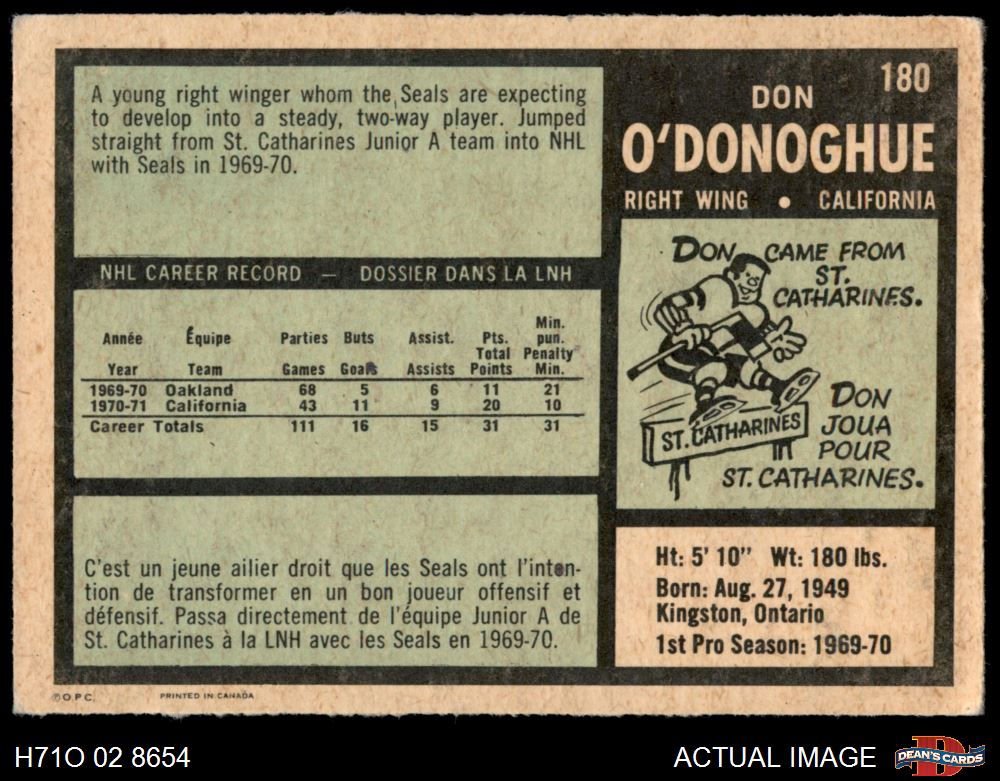 180
DON
O'DONOGHUE
RIGHT WING • CALIFORNIA
A young right winger whom the Seals are expecting
to develop into a steady, two-way player. Jumped
straight from St. Catharines Junior A team into NHL
with Seals in 1969-70.
NHL CAREER RECORD — DOSSIER DANS LA LNH
Année Équipe Parties Buts Assist. Pts. Min. pun.
Year Team Games Goals Assists Total Points Penalty Min.
1969-70 Oakland 68 5 6 11 21
1970-71 California 43 11 9 20 10
Career Totals 111 16 15 31 31
C'est un jeune ailier droit que les Seals ont l'inten-
tion de transformer en un bon joueur offensif et
défensif. Passa directement de l'équipe Junior A de
St. Catharines à la LNH avec les Seals en 1969-70.
DON CAME FROM
ST.
CATHARINES.
ST. CATHARINES
DON
JOUA
POUR
ST. CATHARINES.
Ht: 5' 10" Wt: 180 lbs.
Born: Aug. 27, 1949
Kingston, Ontario
1st Pro Season: 1969-70
©O.P.C. PRINTED IN CANADA
H71O 02 8654
ACTUAL IMAGE
D
DEAN'S CARDS